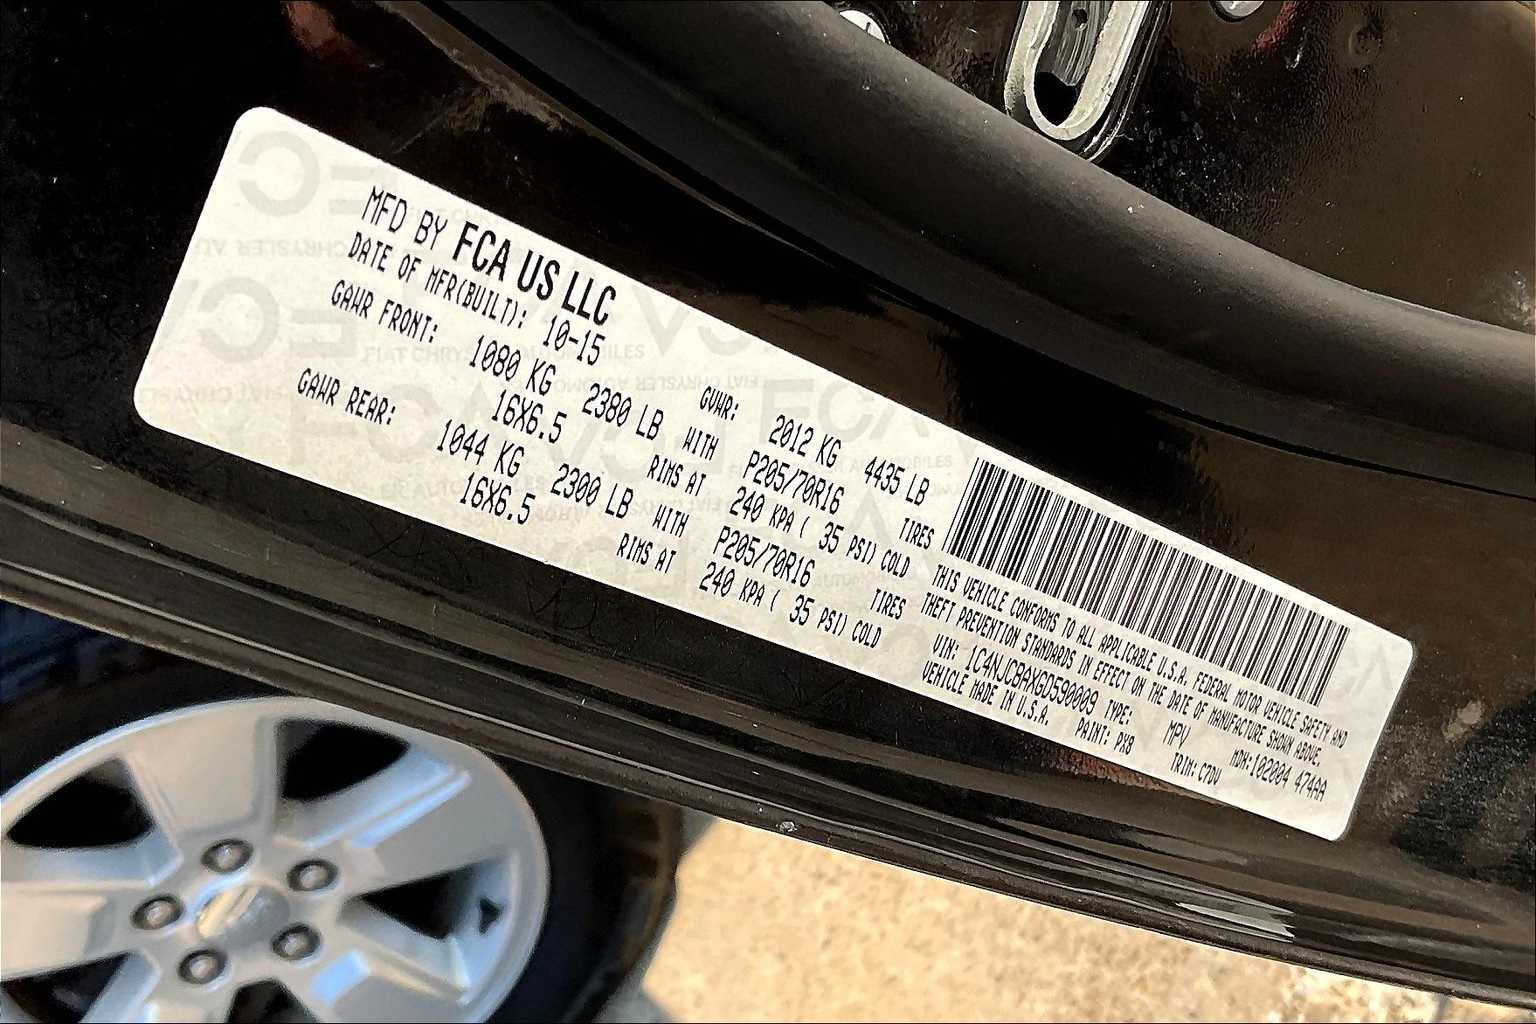 MFD BY FCA US LLC
DATE OF MFR(BUILT): 10-15
GVWR: 2012 KG 4435 LB
GAWR FRONT: 1080 KG 2380 LB WITH P205/70R16 TIRES
16X6.5 RIMS AT 240 KPA ( 35 PSI) COLD
GAWR REAR: 1044 KG 2300 LB WITH P205/70R16 TIRES
16X6.5 RIMS AT 240 KPA ( 35 PSI) COLD
THIS VEHICLE CONFORMS TO ALL APPLICABLE U.S.A. FEDERAL MOTOR VEHICLE SAFETY AND
THEFT PREVENTION STANDARDS IN EFFECT ON THE DATE OF MANUFACTURE SHOWN ABOVE.
VIN: 1C4NJCBAXGD590009 TYPE: MPV MDH:102004 474AA
VEHICLE MADE IN U.S.A. PAINT: PX8 TRIM: C7DV